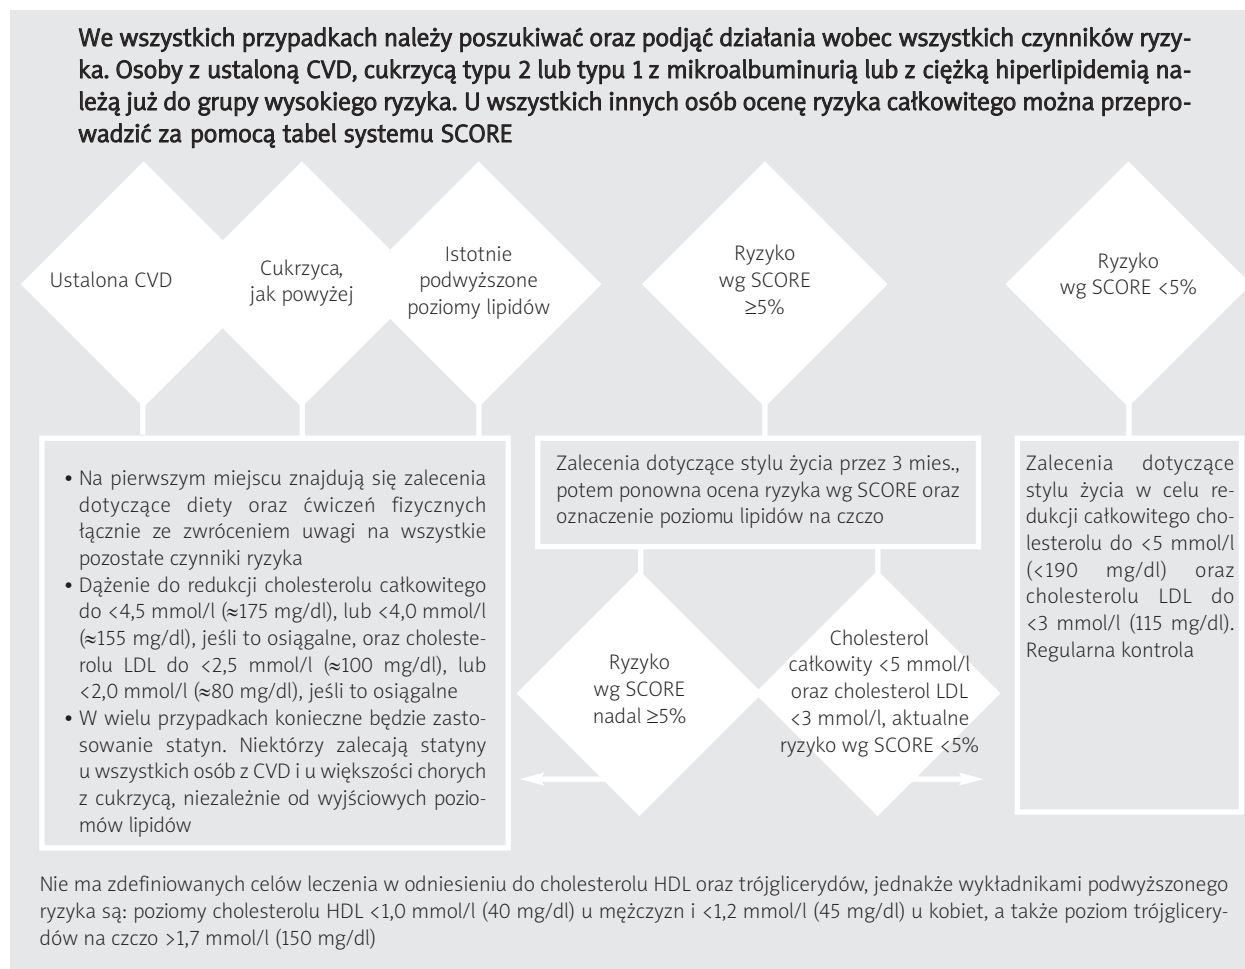 We wszystkich przypadkach należy poszukiwać oraz podjąć działania wobec wszystkich czynników ryzy-
ka. Osoby z ustaloną CVD, cukrzycą typu 2 lub typu 1 z mikroalbuminurią lub z ciężką hiperlipidemią na-
leżą już do grupy wysokiego ryzyka. U wszystkich innych osób ocenę ryzyka całkowitego można przepro-
wadzić za pomocą tabel systemu SCORE
Ustalona CVD
Cukrzyca,
jak powyżej
Istotnie
podwyższone
poziomy lipidów
Ryzyko
wg SCORE
≥5%
Ryzyko
wg SCORE <5%
• Na pierwszym miejscu znajdują się zalecenia
dotyczące diety oraz ćwiczeń fizycznych
łącznie ze zwróceniem uwagi na wszystkie
pozostałe czynniki ryzyka
• Dążenie do redukcji cholesterolu całkowitego
do <4,5 mmol/l (≈175 mg/dl), lub <4,0 mmol/l
(≈155 mg/dl), jeśli to osiągalne, oraz choleste-
rolu LDL do <2,5 mmol/l (≈100 mg/dl), lub
<2,0 mmol/l (≈80 mg/dl), jeśli to osiągalne
• W wielu przypadkach konieczne będzie zasto-
sowanie statyn. Niektórzy zalecają statyny
u wszystkich osób z CVD i u większości chorych
z cukrzycą, niezależnie od wyjściowych pozio-
mów lipidów
Zalecenia dotyczące stylu życia przez 3 mies.,
potem ponowna ocena ryzyka wg SCORE oraz
oznaczenie poziomu lipidów na czczo
Ryzyko
wg SCORE
nadal ≥5%
Cholesterol
całkowity <5 mmol/l
oraz cholesterol LDL
<3 mmol/l, aktualne
ryzyko wg SCORE <5%
Zalecenia dotyczące
stylu życia w celu re-
dukcji całkowitego cho-
lesterolu do <5 mmol/l
(<190 mg/dl) oraz
cholesterolu LDL do
<3 mmol/l (115 mg/dl).
Regularna kontrola
Nie ma zdefiniowanych celów leczenia w odniesieniu do cholesterolu HDL oraz trójglicerydów, jednakże wykładnikami podwyższonego
ryzyka są: poziomy cholesterolu HDL <1,0 mmol/l (40 mg/dl) u mężczyzn i <1,2 mmol/l (45 mg/dl) u kobiet, a także poziom trójglicery-
dów na czczo >1,7 mmol/l (150 mg/dl)